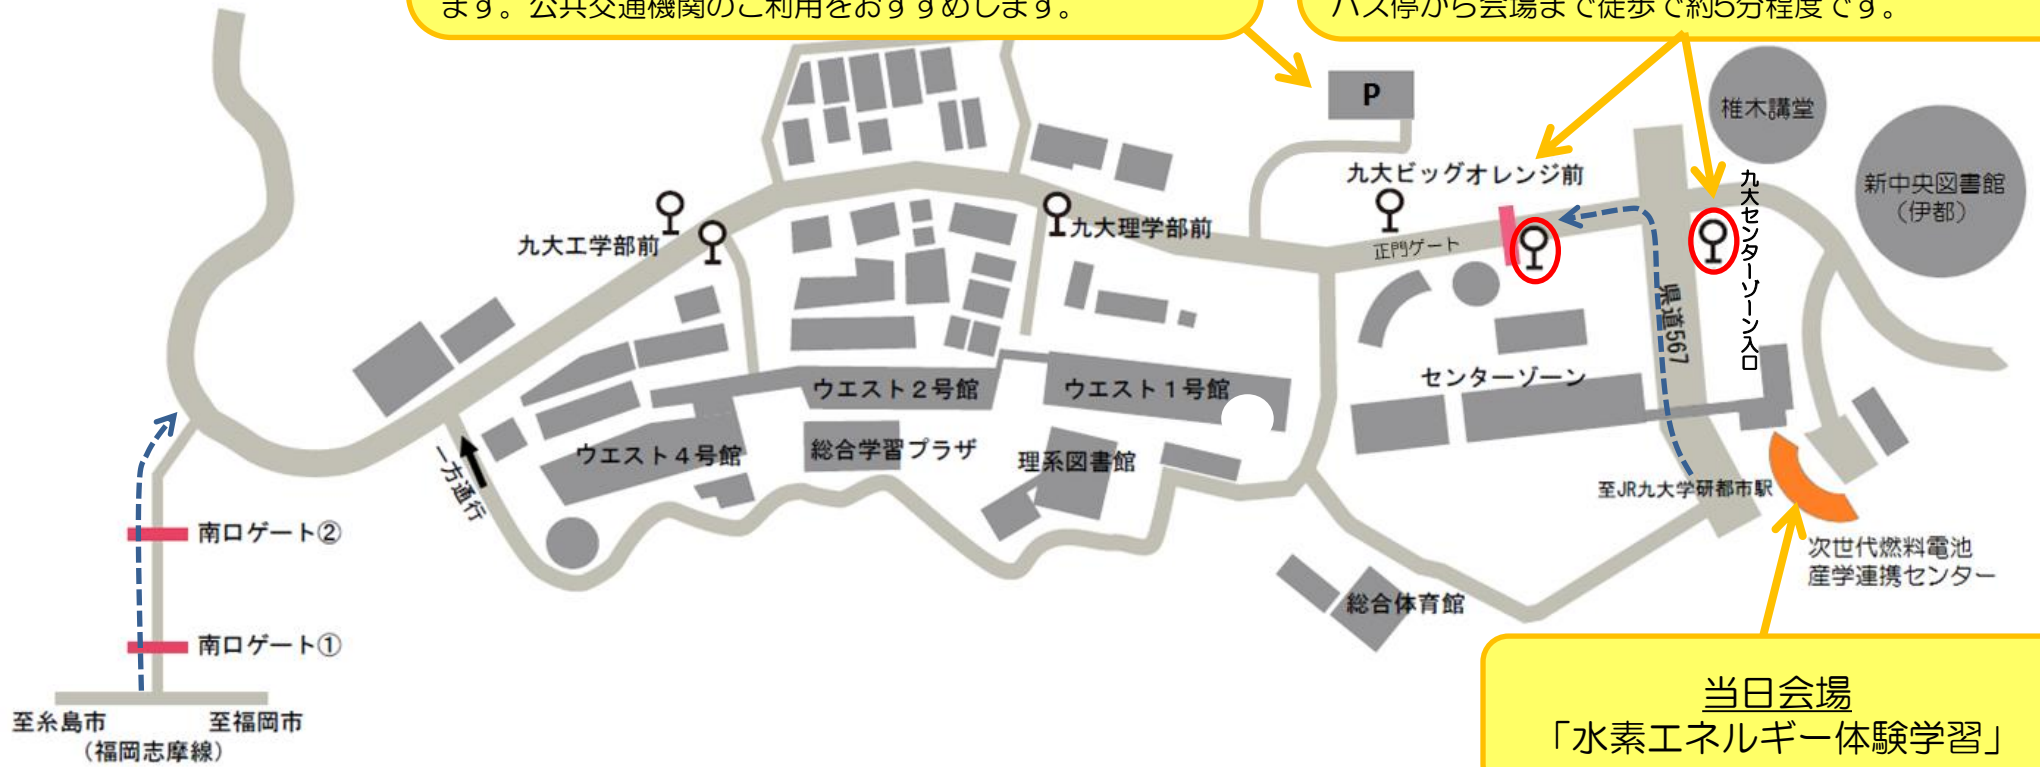 ます。公共交通機関のご利用をおすすめします。
バス停から会場まで徒歩で約5分程度です。
P
椎木講堂
新中央図書館
（伊都）
九大ビッグオレンジ前
九大センターゾーン入口
九大工学部前
九大理学部前
正門ゲート
県道567
センターゾーン
ウエスト２号館
ウエスト１号館
ウエスト４号館
総合学習プラザ
理系図書館
一方通行
至JR九大学研都市駅
南口ゲート②
次世代燃料電池
産学連携センター
総合体育館
南口ゲート①
至糸島市
至福岡市
（福岡志摩線）
当日会場
「水素エネルギー体験学習」